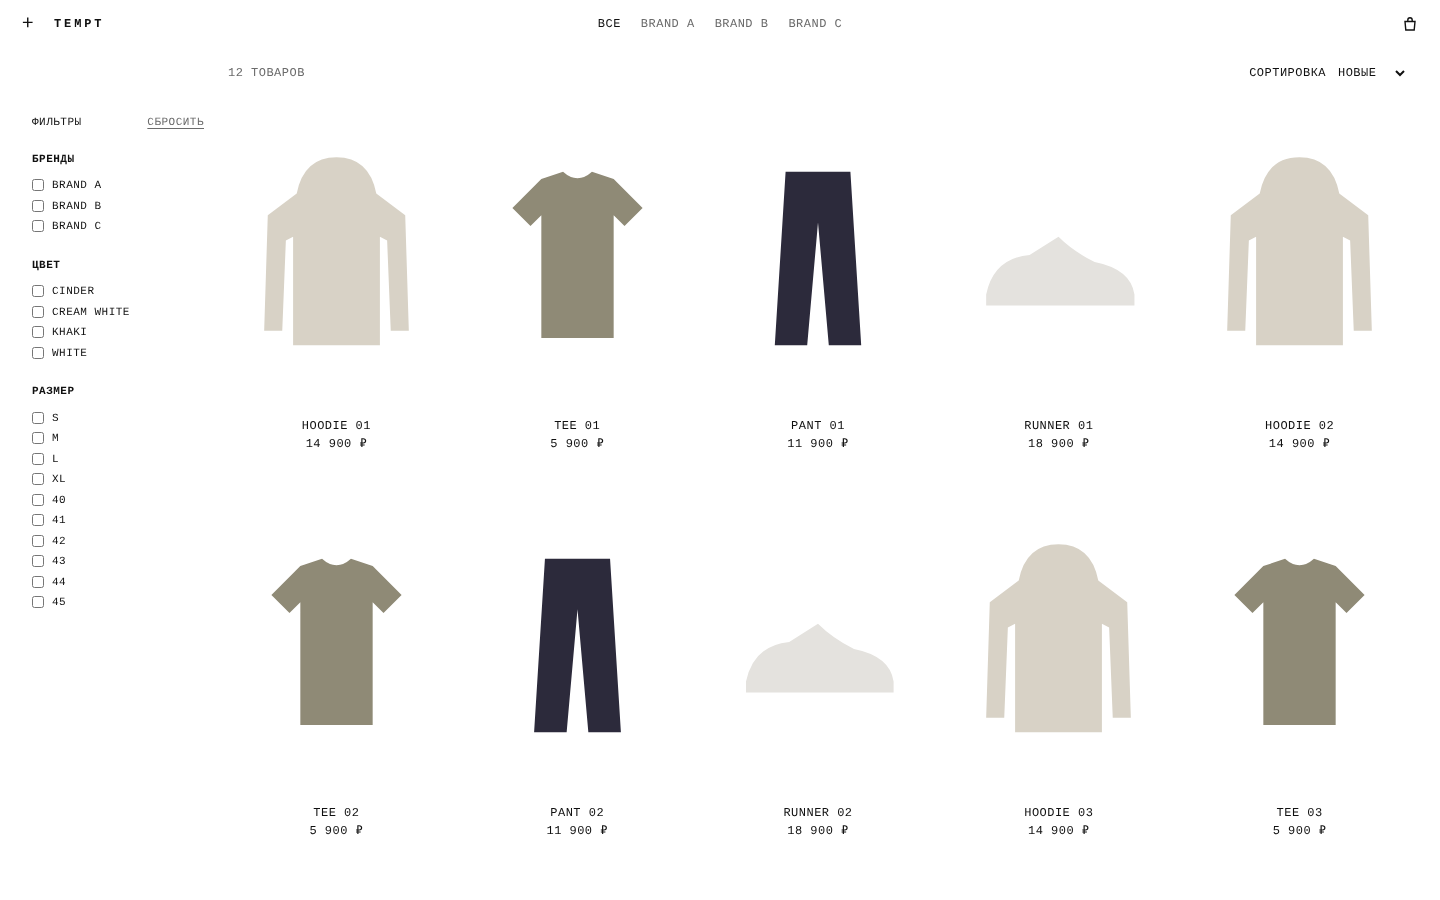 + TEMPT
ВСЕ BRAND A BRAND B BRAND C
12 ТОВАРОВ
СОРТИРОВКА НОВЫЕ
ФИЛЬТРЫ СБРОСИТЬ
БРЕНДЫ
BRAND A
BRAND B
BRAND C
ЦВЕТ
CINDER
CREAM WHITE
KHAKI
WHITE
РАЗМЕР
S
M
L
XL
40
41
42
43
44
45
HOODIE 01
14 900 ₽
TEE 01
5 900 ₽
PANT 01
11 900 ₽
RUNNER 01
18 900 ₽
HOODIE 02
14 900 ₽
TEE 02
5 900 ₽
PANT 02
11 900 ₽
RUNNER 02
18 900 ₽
HOODIE 03
14 900 ₽
TEE 03
5 900 ₽